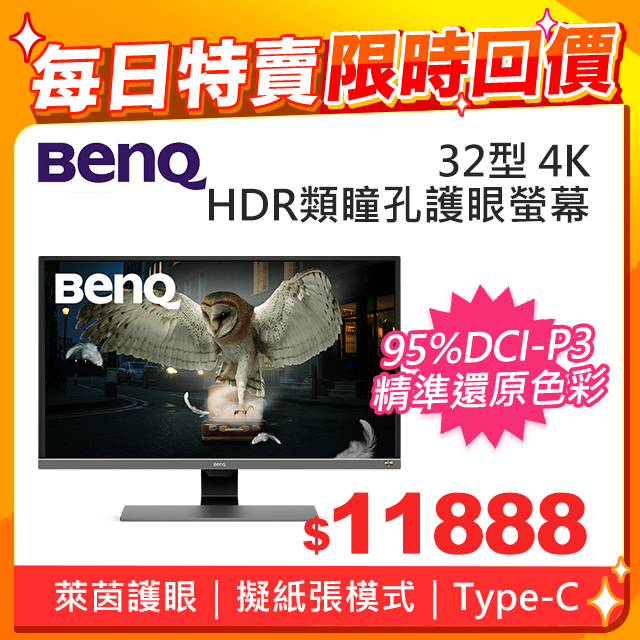 每日特賣限時回價
BenQ
32型 4K
HDR類瞳孔護眼螢幕
BenQ
95%DCI-P3
精準還原色彩
BenQ
$11888
萊茵護眼 | 擬紙張模式 | Type-C